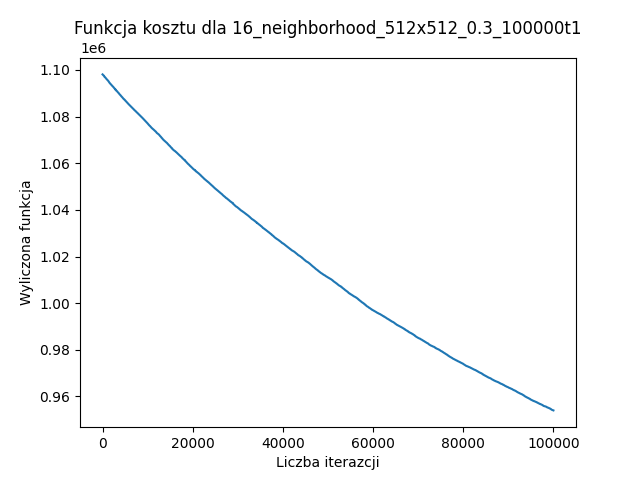 Funkcja kosztu dla 16_neighborhood_512x512_0.3_100000t1
1e6
1.10
1.08
1.06
1.04
1.02
1.00
0.98
0.96
Wyliczona funkcja
0 20000 40000 60000 80000 100000
Liczba iterazcji